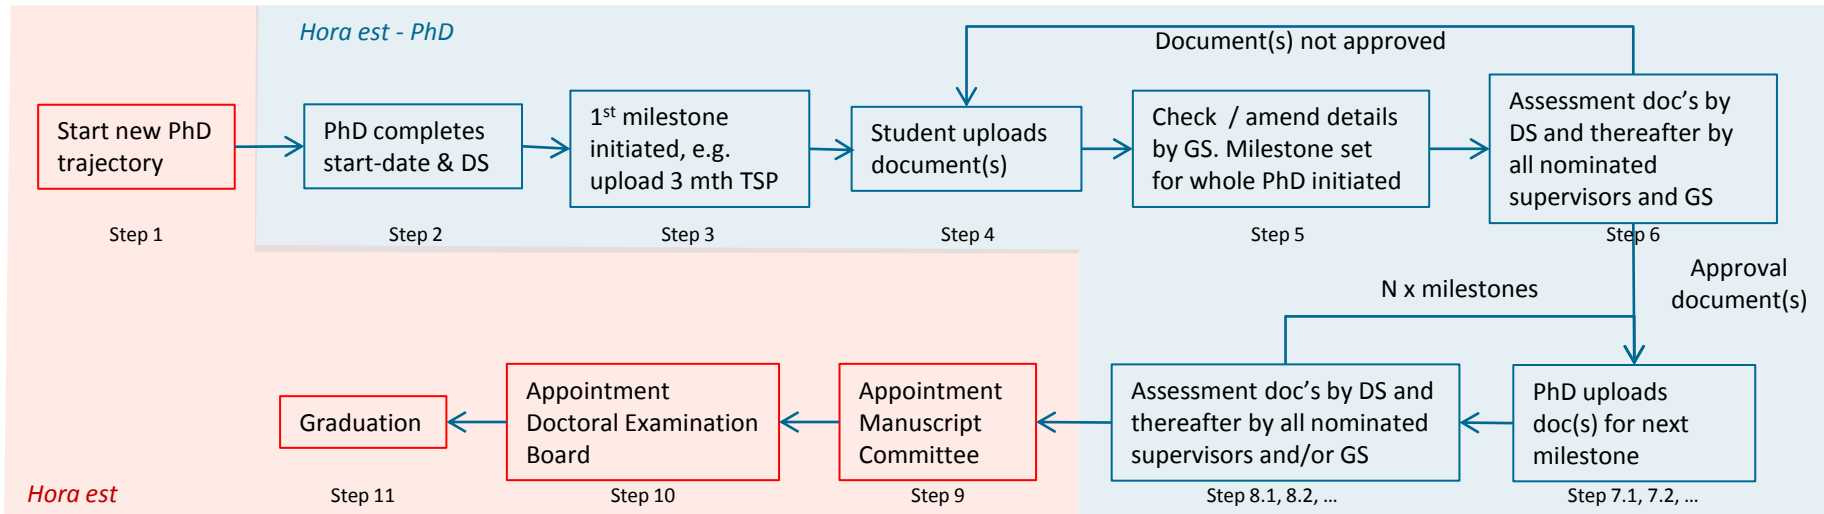 Hora est - PhD
Document(s) not approved
Start new PhD
trajectory
PhD completes
start-date & DS
1st milestone
initiated, e.g.
upload 3 mth TSP
Student uploads
document(s)
Check / amend details
by GS. Milestone set
for whole PhD initiated
Assessment doc's by
DS and thereafter by
all nominated
supervisors and GS
Step 1
Step 2
Step 3
Step 4
Step 5
Step 6
Approval
document(s)
N x milestones
Graduation
Appointment
Doctoral Examination
Board
Appointment
Manuscript
Committee
Assessment doc's by DS and
thereafter by all nominated
supervisors and/or GS
PhD uploads
doc(s) for next
milestone
Hora est
Step 11
Step 10
Step 9
Step 8.1, 8.2, ...
Step 7.1, 7.2, ...